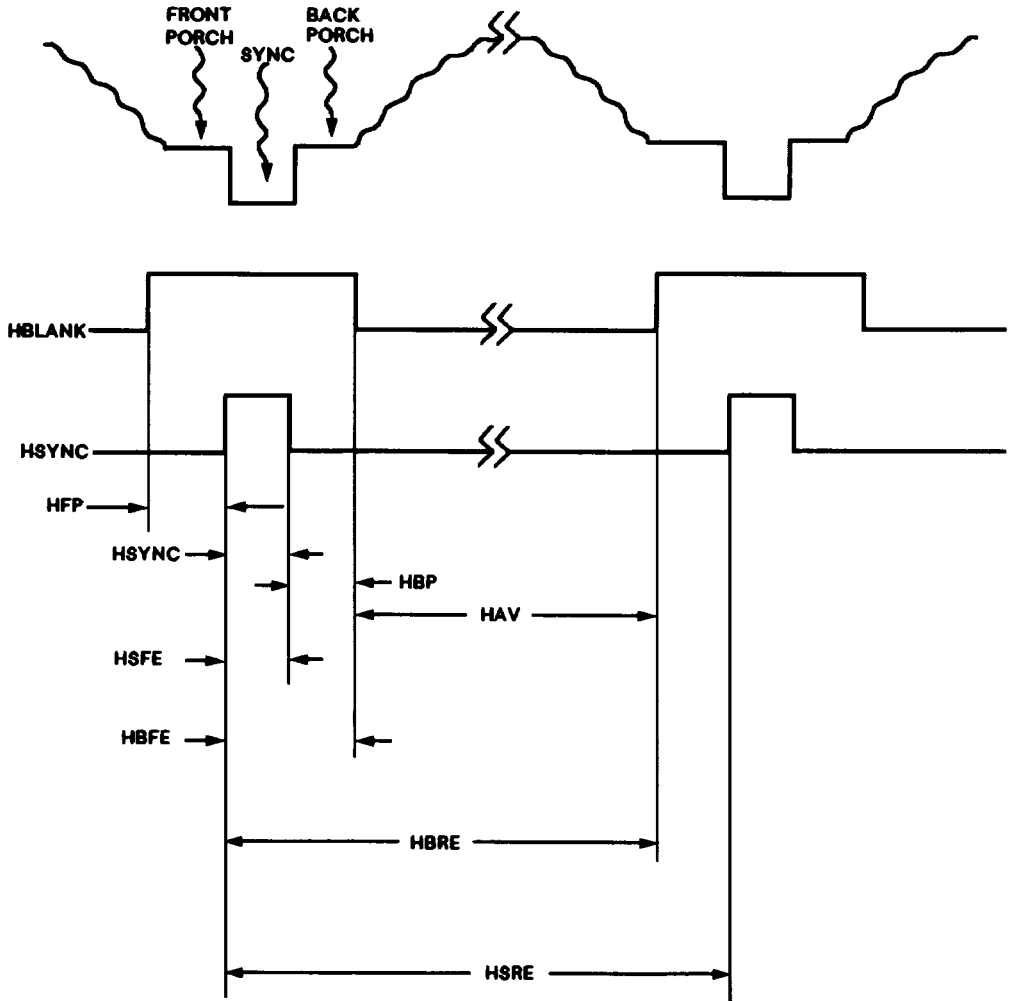 FRONT
PORCH
SYNC
BACK
PORCH
HBLANK
HSYNC
HFP
HSYNC
HBP
HAV
HSFE
HBFE
HBRE
HSRE